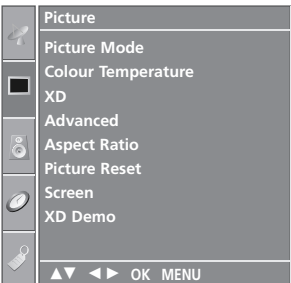 Picture
Picture Mode
Colour Temperature
XD
Advanced
Aspect Ratio
Picture Reset
Screen
XD Demo
▲▼ ◄► OK MENU